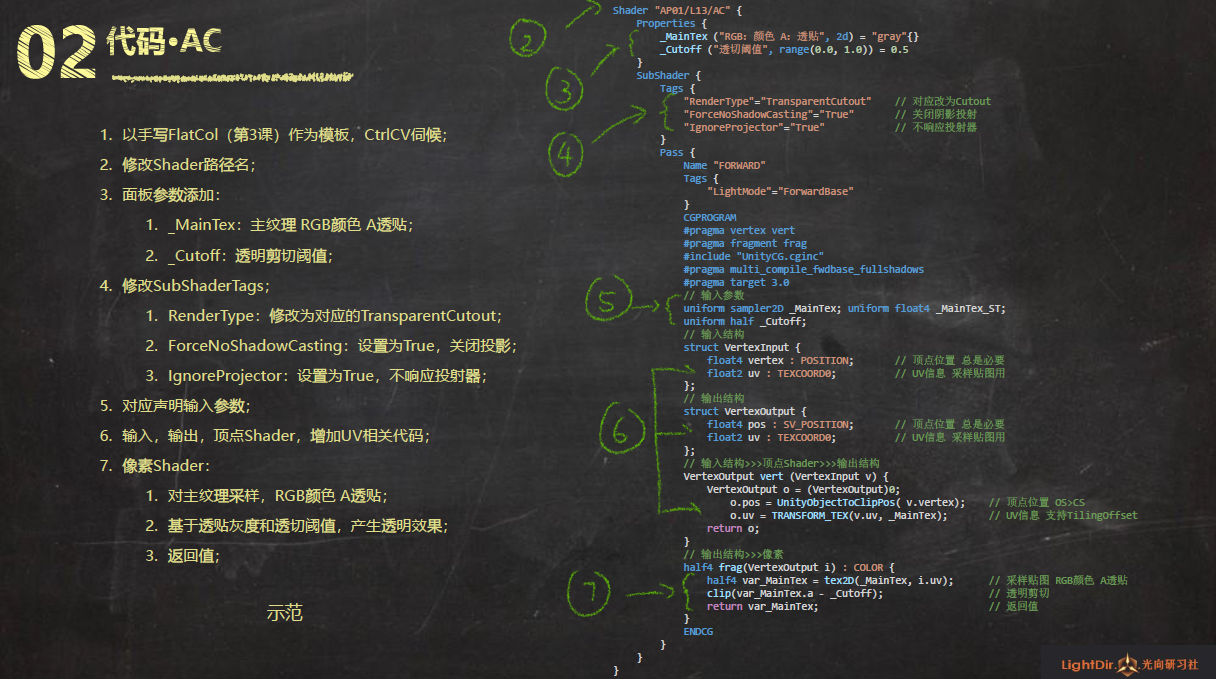 02 代码·AC
1. 以手写FlatCol（第3课）作为模板，CtrlCV伺候；
2. 修改Shader路径名；
3. 面板参数添加：
1. _MainTex：主纹理 RGB颜色 A透贴；
2. _Cutoff：透明剪切阈值；
4. 修改SubShaderTags；
1. RenderType：修改为对应的TransparentCutout；
2. ForceNoShadowCasting：设置为True，关闭投影；
3. IgnoreProjector：设置为True，不响应投射器；
5. 对应声明输入参数；
6. 输入，输出，顶点Shader，增加UV相关代码；
7. 像素Shader：
1. 对主纹理采样，RGB颜色 A透贴；
2. 基于透贴灰度和透切阈值，产生透明效果；
3. 返回值；
示范
②
③
④
⑤
⑥
⑦
Shader "AP01/L13/AC" {
Properties {
_MainTex ("RGB：颜色 A：透贴", 2d) = "gray"{}
_Cutoff ("透切阈值", range(0.0, 1.0)) = 0.5
}
SubShader {
Tags {
"RenderType"="TransparentCutout" // 对应改为Cutout
"ForceNoShadowCasting"="True" // 关闭阴影投射
"IgnoreProjector"="True" // 不响应投射器
}
Pass {
Name "FORWARD"
Tags {
"LightMode"="ForwardBase"
}
CGPROGRAM
#pragma vertex vert
#pragma fragment frag
#include "UnityCG.cginc"
#pragma multi_compile_fwdbase_fullshadows
#pragma target 3.0
// 输入参数
uniform sampler2D _MainTex; uniform float4 _MainTex_ST;
uniform half _Cutoff;
// 输入结构
struct VertexInput {
float4 vertex : POSITION; // 顶点位置 总是必要
float2 uv : TEXCOORD0; // UV信息 采样贴图用
};
// 输出结构
struct VertexOutput {
float4 pos : SV_POSITION; // 顶点位置 总是必要
float2 uv : TEXCOORD0; // UV信息 采样贴图用
};
// 输入结构>>>顶点Shader>>>输出结构
VertexOutput vert (VertexInput v) {
VertexOutput o = (VertexOutput)0;
o.pos = UnityObjectToClipPos( v.vertex); // 顶点位置 OS>CS
o.uv = TRANSFORM_TEX(v.uv, _MainTex); // UV信息 支持TilingOffset
return o;
}
// 输出结构>>>像素
half4 frag(VertexOutput i) : COLOR {
half4 var_MainTex = tex2D(_MainTex, i.uv); // 采样贴图 RGB颜色 A透贴
clip(var_MainTex.a - _Cutoff); // 透明剪切
return var_MainTex; // 返回值
}
ENDCG
}
}
}
LightDir.光向研习社